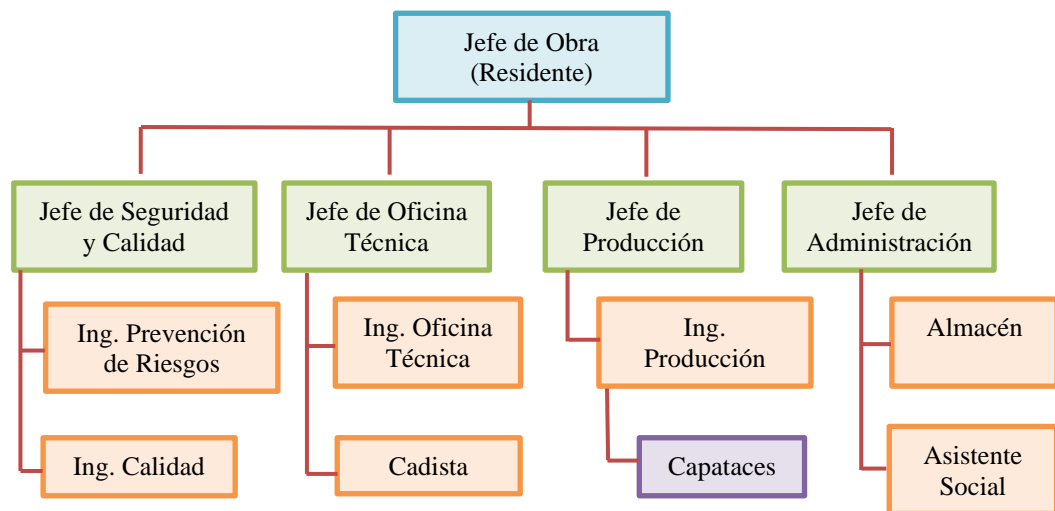 Jefe de Obra
(Residente)
Jefe de Seguridad
y Calidad
Jefe de Oficina
Técnica
Jefe de
Producción
Jefe de
Administración
Ing. Prevención
de Riesgos
Ing. Oficina
Técnica
Ing.
Producción
Almacén
Ing. Calidad
Cadista
Capataces
Asistente
Social